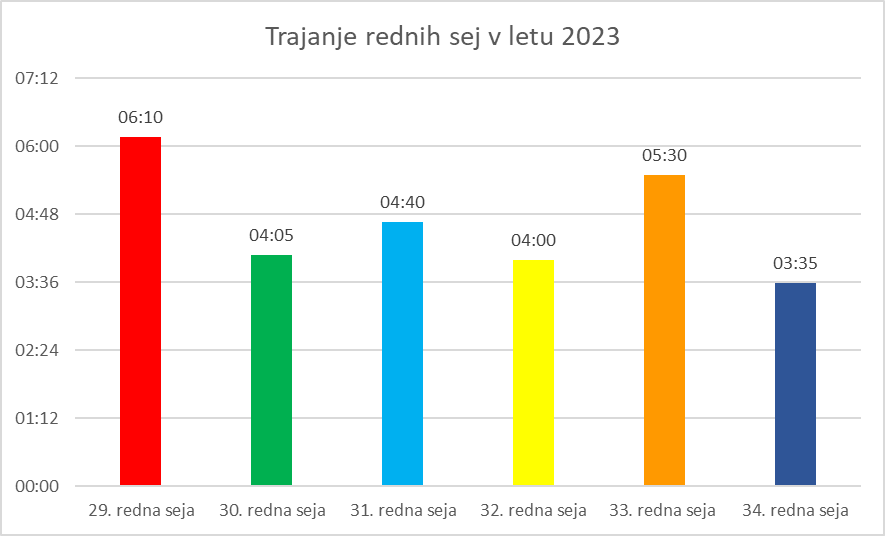 Trajanje rednih sej v letu 2023
07:12
06:00
04:48
03:36
02:24
01:12
00:00
06:10
04:05
04:40
04:00
05:30
03:35
29. redna seja
30. redna seja
31. redna seja
32. redna seja
33. redna seja
34. redna seja